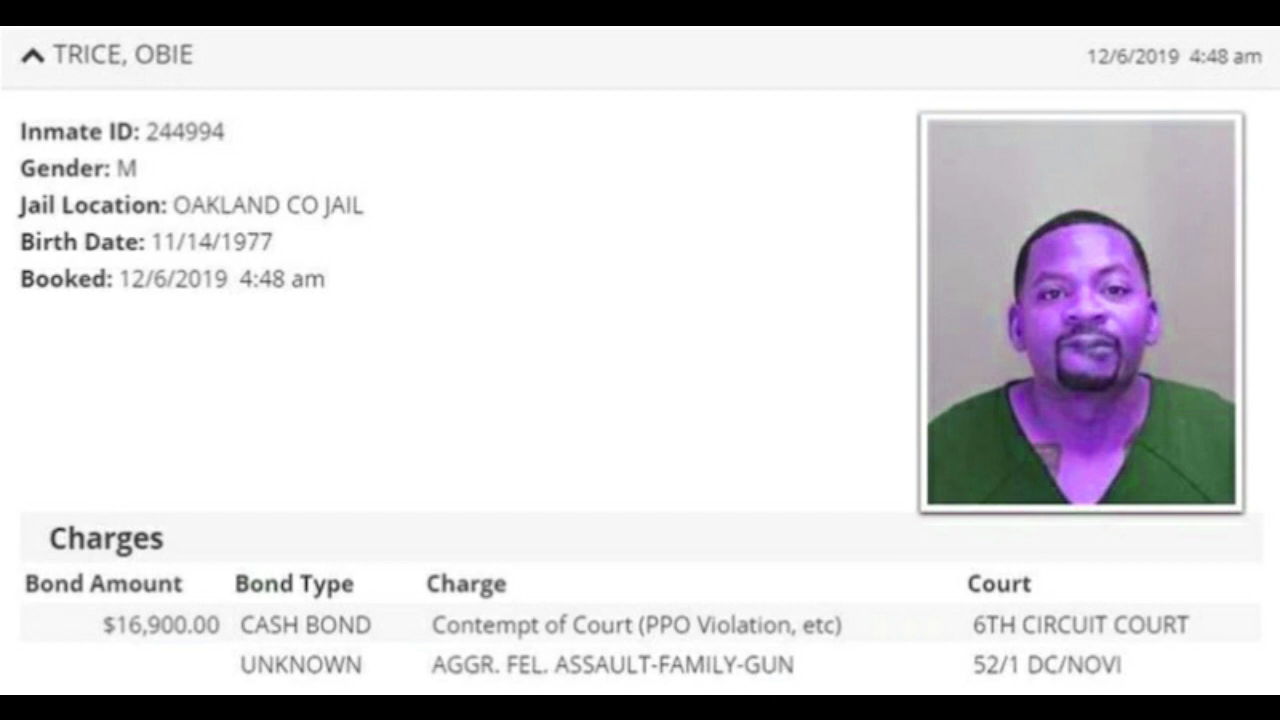 TRICE, OBIE 12/6/2019 4:48 am
Inmate ID: 244994
Gender: M
Jail Location: OAKLAND CO JAIL
Birth Date: 11/14/1977
Booked: 12/6/2019 4:48 am
Charges
Bond Amount Bond Type Charge Court
$16,900.00 CASH BOND Contempt of Court (PPO Violation, etc) 6TH CIRCUIT COURT
UNKNOWN AGGR. FEL. ASSAULT-FAMILY-GUN 52/1 DC/NOVI